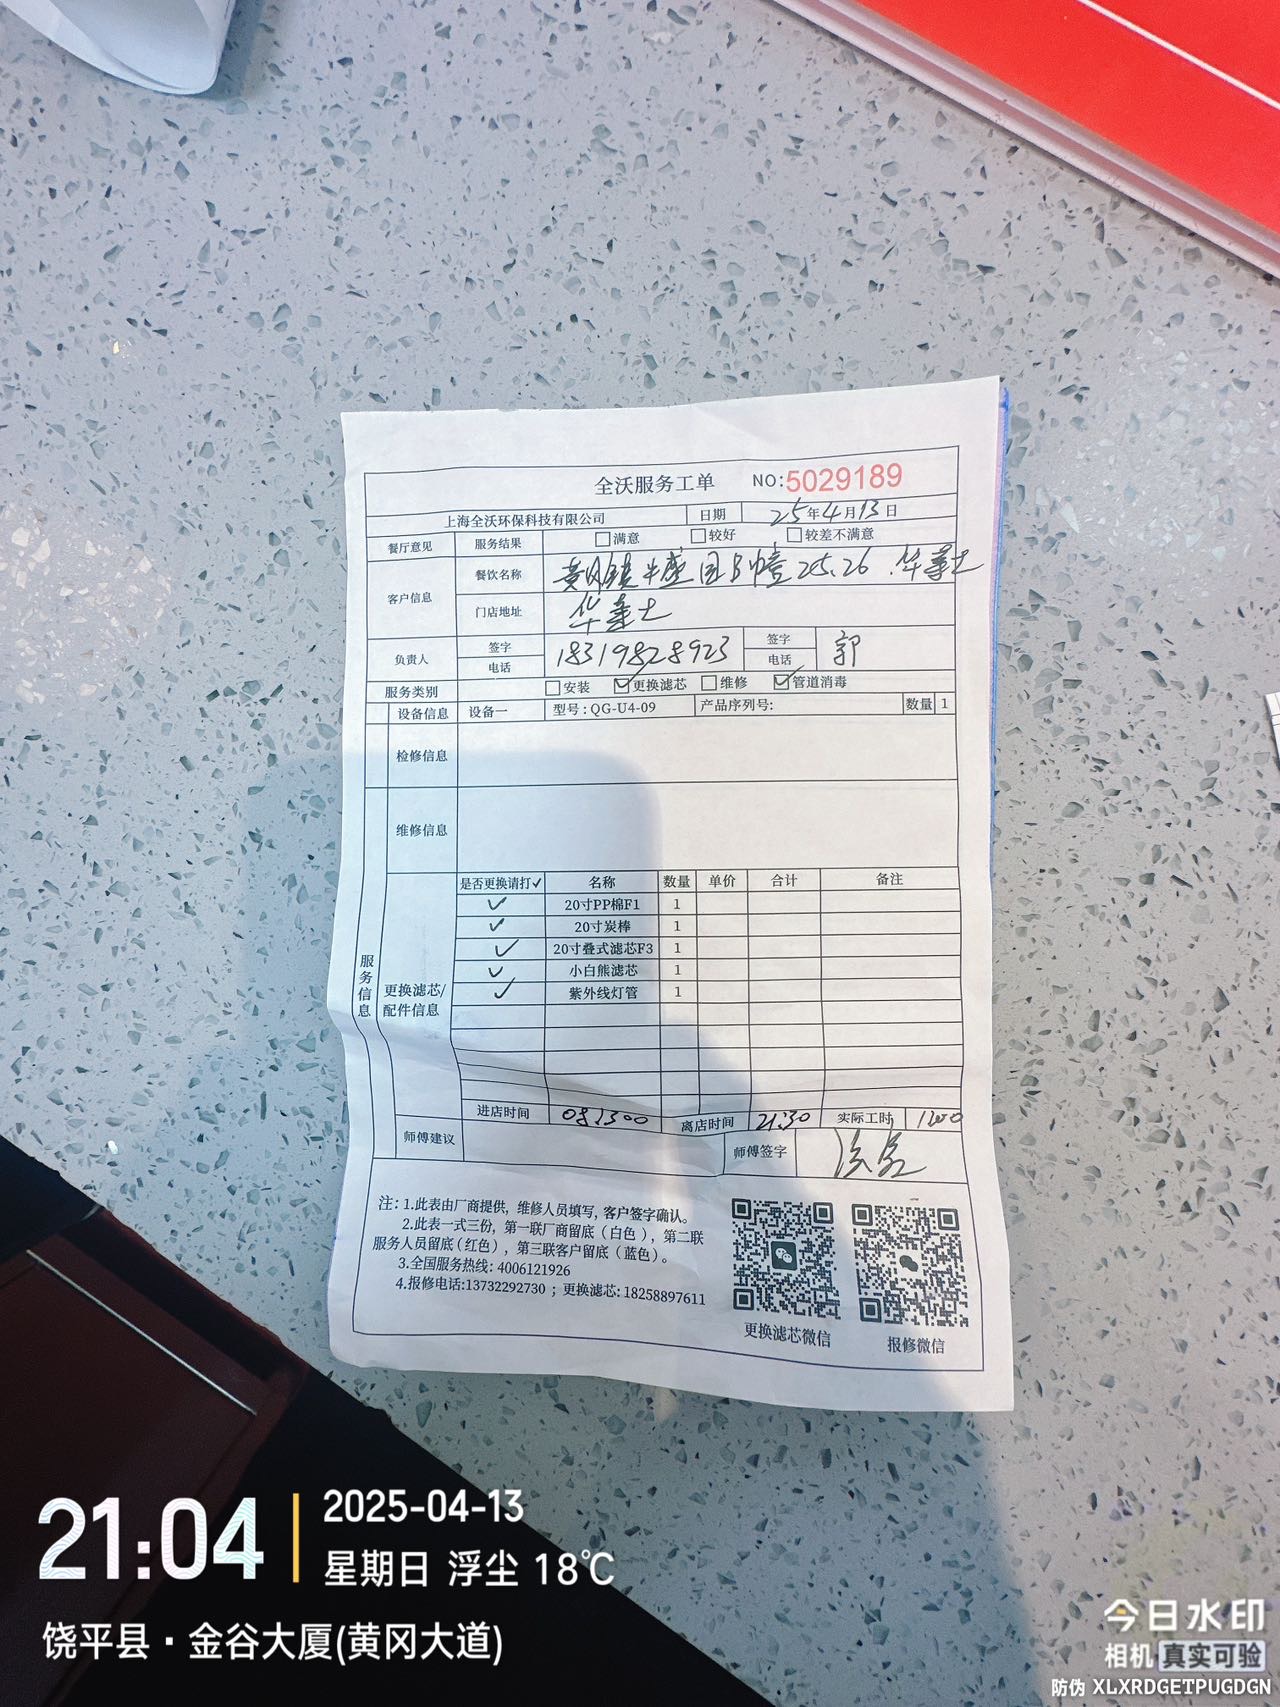 全沃服务工单 NO:5029189
上海全沃环保科技有限公司 日期 25年4月13日
餐厅意见 服务结果 满意 较好 较差不满意
客户信息 餐饮名称 黄冈镇 25.26 华莱士
门店地址 华莱士
负责人 签字 电话 18319828923 签字 电话 郭
服务类别 安装 ✓更换滤芯 维修 ✓管道消毒
设备信息 设备一 型号:QG-U4-09 产品序列号: 数量 1
检修信息
维修信息
服务信息
更换滤芯/
配件信息
是否更换请打✓ 名称 数量 单价 合计 备注
✓ 20寸PP棉F1 1
✓ 20寸炭棒 1
✓ 20寸叠式滤芯F3 1
✓ 小白熊滤芯 1
✓ 紫外线灯管 1
进店时间 离店时间 21:30 实际工时
师傅建议 师傅签字
注: 1.此表由厂商提供, 维修人员填写, 客户签字确认。
2.此表一式三份, 第一联厂商留底 (白色), 第二联
服务人员留底 (红色), 第三联客户留底 (蓝色)。
3.全国服务热线: 4006121926
4.报修电话:13732292730 ; 更换滤芯: 18258897611
更换滤芯微信 报修微信
21:04
2025-04-13
星期日 浮尘 18℃
饶平县·金谷大厦(黄冈大道)
今日水印
相机 真实可验
防伪 XLXRDGETPUGDGN